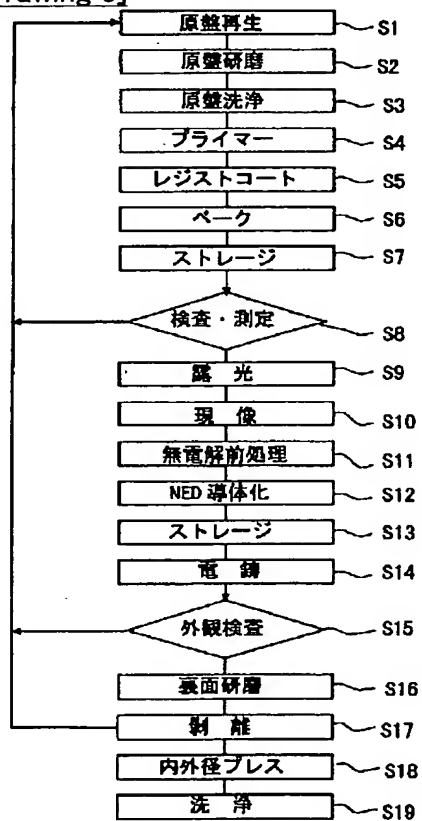 原盤再生 S1
原盤研磨 S2
原盤洗浄 S3
プライマー S4
レジストコート S5
ベーク S6
ストレージ S7
検査・測定 S8
露光 S9
現像 S10
無電解前処理 S11
NED 導体化 S12
ストレージ S13
電鋳 S14
外観検査 S15
裏面研磨 S16
剥離 S17
内外径プレス S18
洗浄 S19